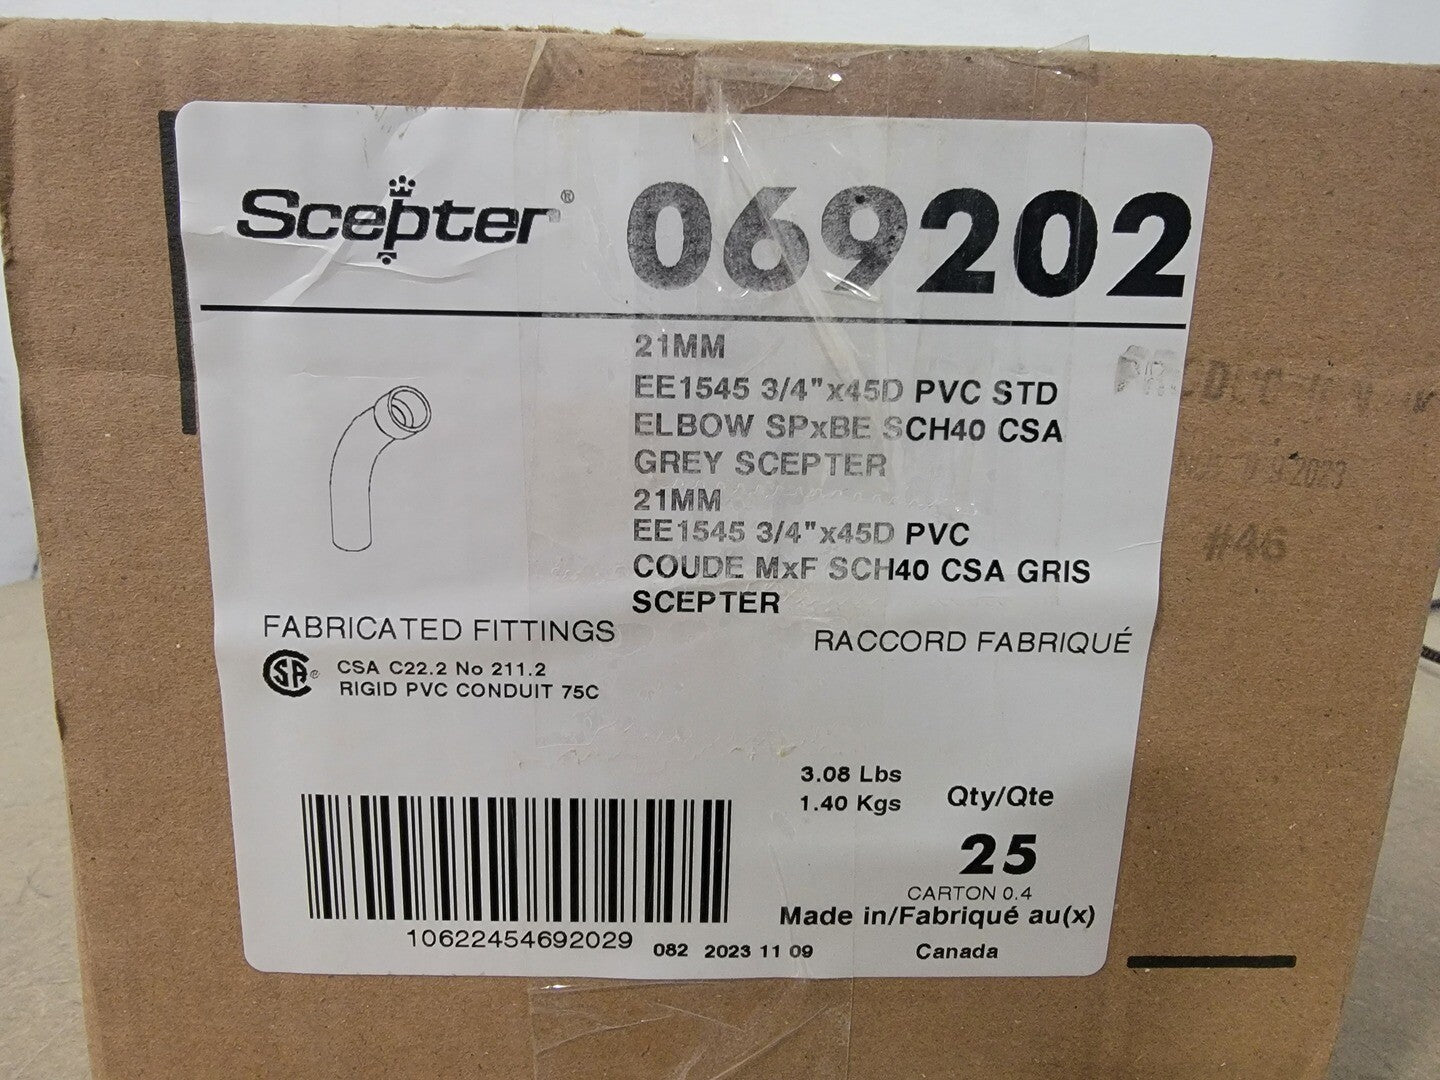 Scepter® 069202
21MM
EE1545 3/4"x45D PVC STD
ELBOW SPxBE SCH40 CSA
GREY SCEPTER
21MM
EE1545 3/4"x45D PVC
COUDE MxF SCH40 CSA GRIS
SCEPTER
FABRICATED FITTINGS
RACCORD FABRIQUÉ
CSA C22.2 No 211.2
RIGID PVC CONDUIT 75C
3.08 Lbs
1.40 Kgs
Qty/Qte
25
CARTON 0.4
Made in/Fabriqué au(x)
Canada
10622454692029
082 2023 11 09
2023
#46